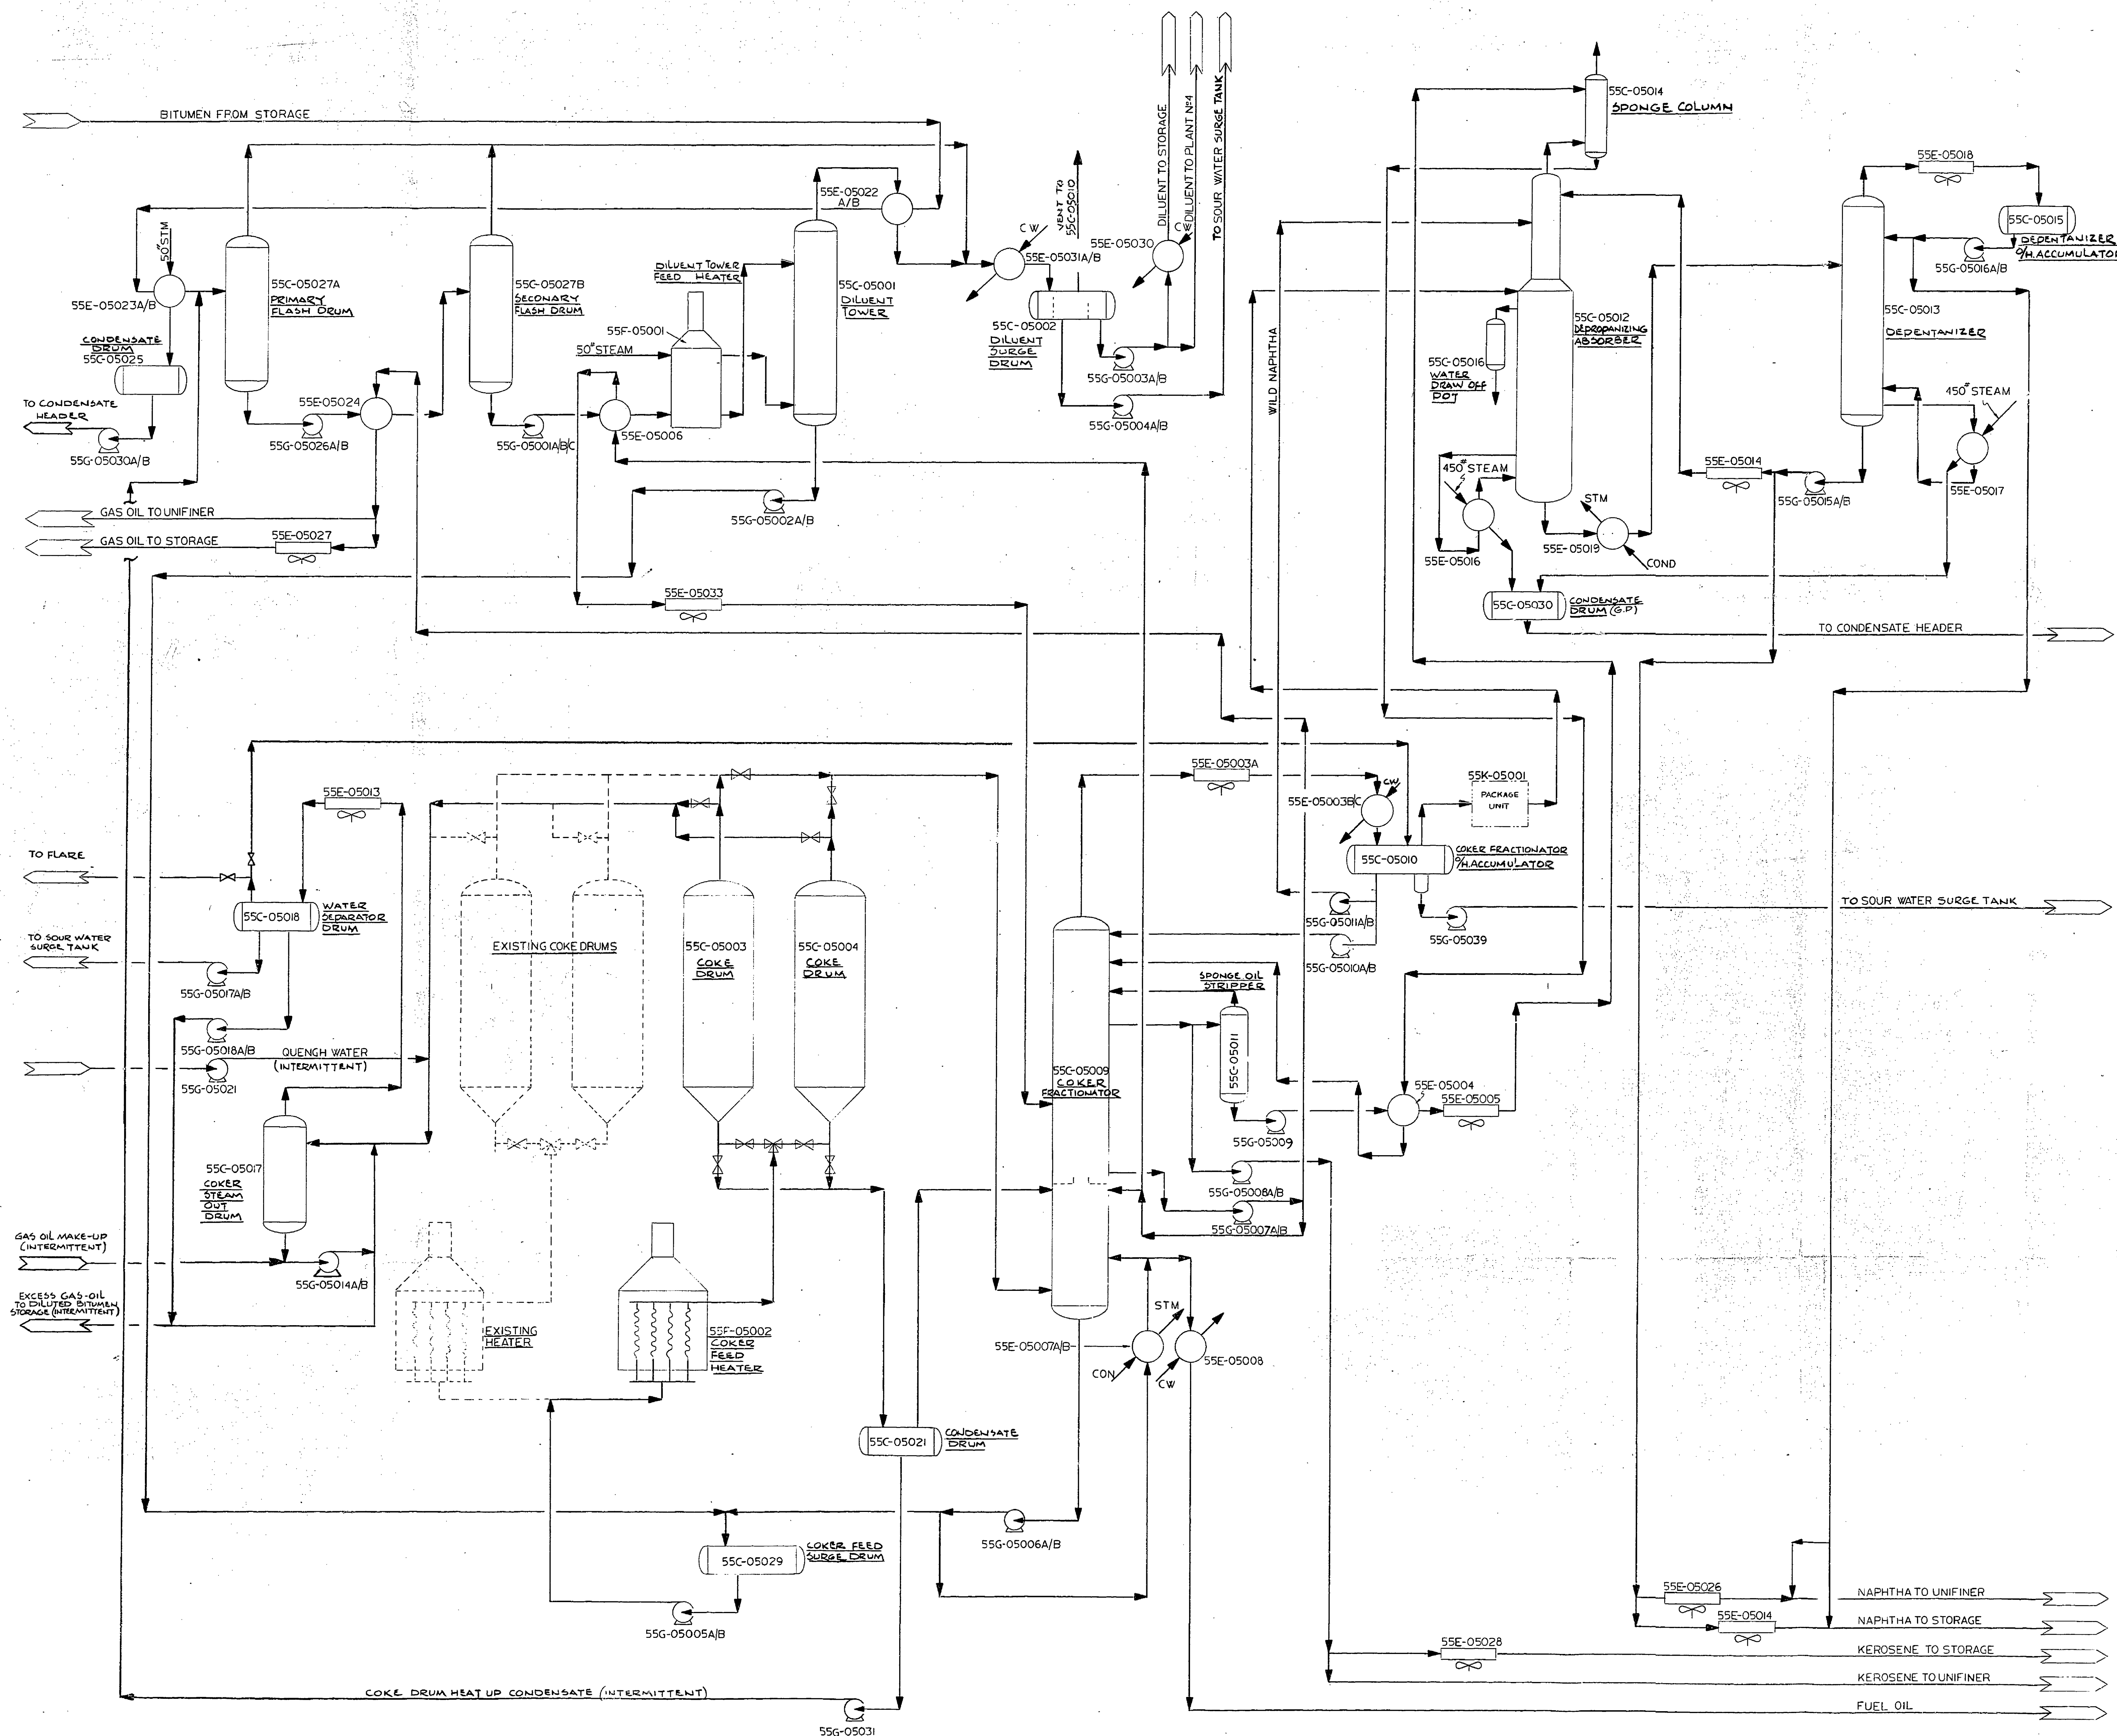 BITUMEN FROM STORAGE
50# STM
55E-05023A/B
CONDENSATE
DRUM
55C-05025
TO CONDENSATE
HEADER
55G-05030A/B
55C-05027A
PRIMARY
FLASH DRUM
55G-05026A/B
55E-05024
GAS OIL TO UNIFINER
GAS OIL TO STORAGE
55E-05027
55C-05027B
SECONARY
FLASH DRUM
55G-05001A/B/C
55E-05006
DILUENT TOWER
FEED HEATER
55F-05001
50# STEAM
55E-05022
A/B
55C-05001
DILUENT
TOWER
55G-05002A/B
55E-05033
CW
55E-05031A/B
VENT TO
55C-05010
55C-05002
DILUENT
SURGE
DRUM
55G-05003A/B
55G-05004A/B
55E-05030
CW
DILUENT TO STORAGE
DILUENT TO PLANT Nº4
TO SOUR WATER SURGE TANK
WILD NAPHTHA
55C-05014
SPONGE COLUMN
55C-05012
DEPROPANIZING
ABSORBER
55C-05016
WATER
DRAW OFF
POT
450# STEAM
55E-05016
STM
55E-05019
COND
55C-05030
CONDENSATE
DRUM (G.P)
TO CONDENSATE HEADER
55E-05018
55C-05015
DEPENTANIZER
O/H.ACCUMULATOR
55G-05016A/B
55C-05013
DEPENTANIZER
450# STEAM
55E-05017
55E-05014
55G-05015A/B
55E-05013
TO FLARE
55C-05018
WATER
SEPARATOR
DRUM
TO SOUR WATER
SURGE TANK
55G-05017A/B
55G-05018A/B
QUENGH WATER
(INTERMITTENT)
55G-05021
55C-05017
COKER
STEAM
OUT
DRUM
GAS OIL MAKE-UP
(INTERMITTENT)
55G-05014A/B
EXCESS GAS-OIL
TO DILUTED BITUMEN
STORAGE (INTERMITTENT)
EXISTING COKE DRUMS
55C-05003
COKE
DRUM
55C-05004
COKE
DRUM
EXISTING
HEATER
55F-05002
COKER
FEED
HEATER
55C-05021
CONDENSATE
DRUM
55C-05029
COKER FEED
SURGE DRUM
55G-05005A/B
55G-05006A/B
COKE DRUM HEAT UP CONDENSATE (INTERMITTENT)
55G-05031
55E-05003A
CW
55E-05003B/C
55K-05001
PACKAGE
UNIT
55C-05010
COKER FRACTIONATOR
O/H.ACCUMULATOR
55G-05011A/B
55G-05039
TO SOUR WATER SURGE TANK
55G-05010A/B
SPONGE OIL
STRIPPER
55C-05011
55C-05009
COKER
FRACTIONATOR
55E-05004
55E-05005
55G-05009
55G-05008A/B
55G-05007A/B
STM
55E-05007A/B
CON
CW
55E-05008
55E-05026
NAPHTHA TO UNIFINER
55E-05014
NAPHTHA TO STORAGE
55E-05028
KEROSENE TO STORAGE
KEROSENE TO UNIFINER
FUEL OIL